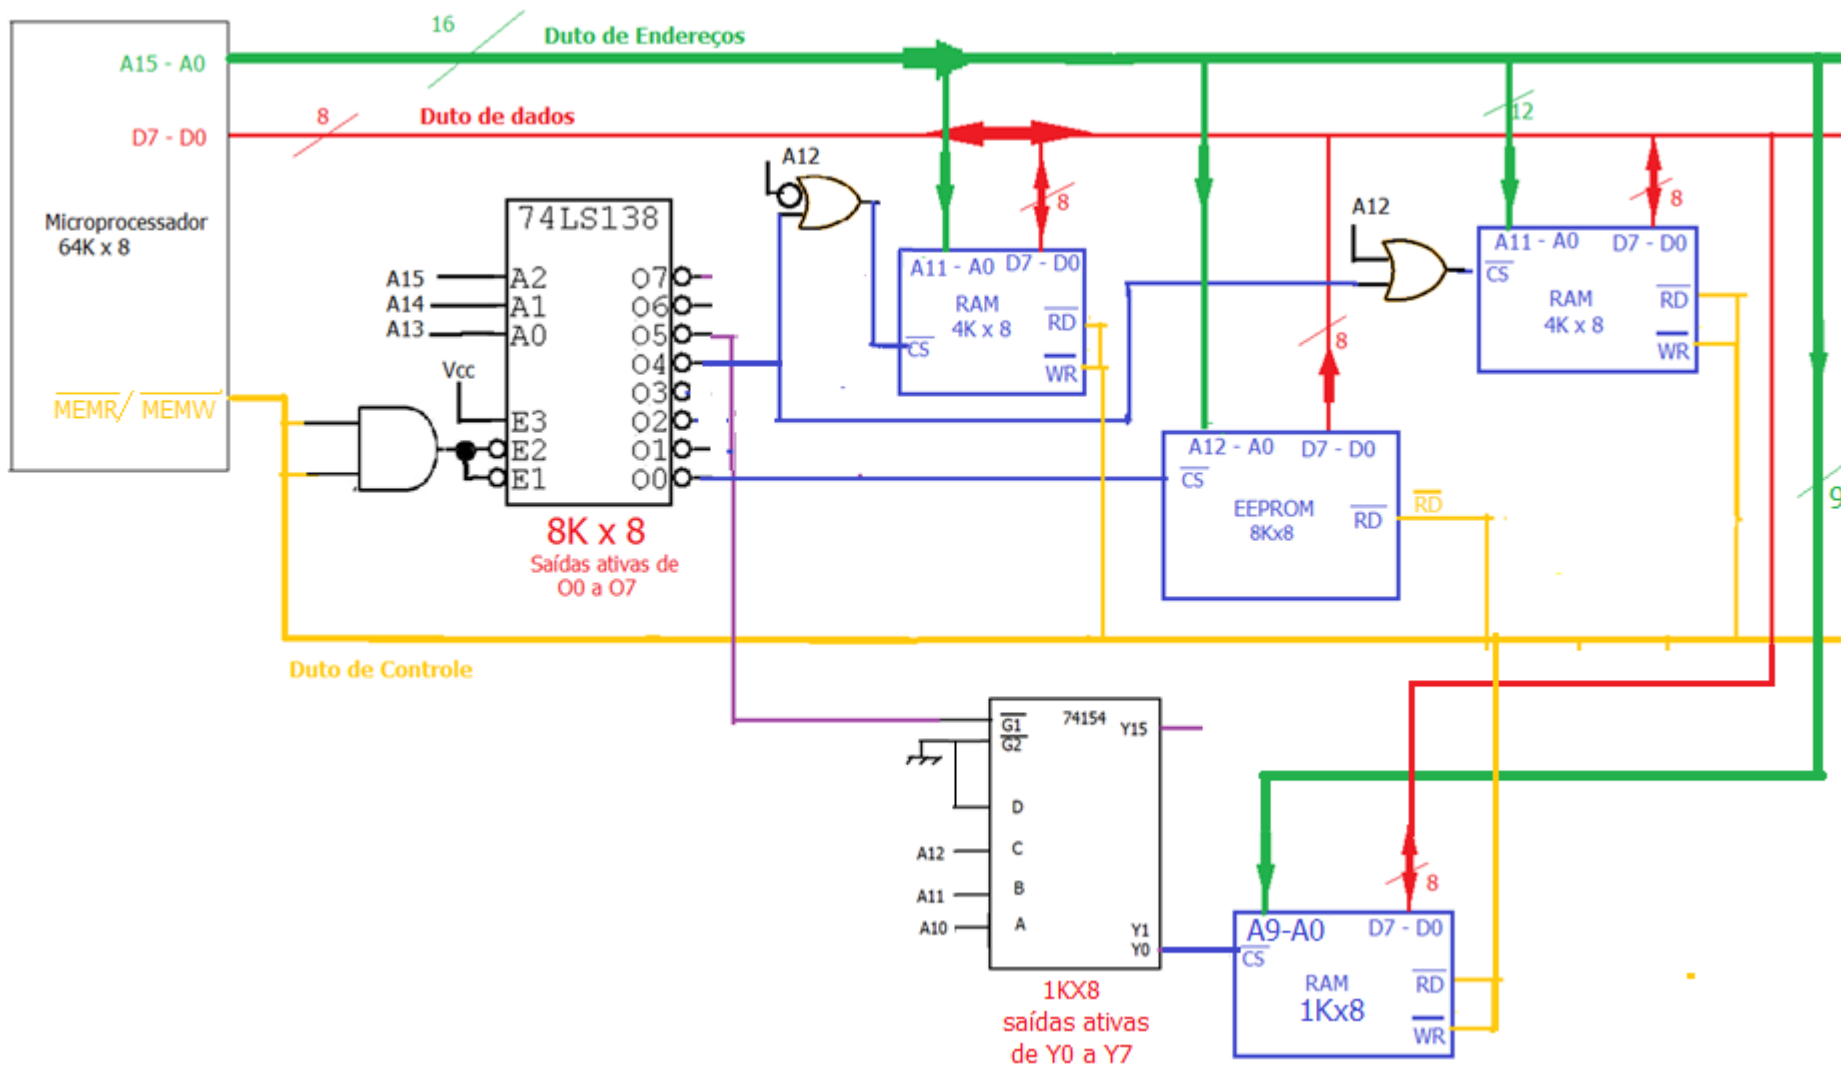 16
Duto de Endereços
A15 - A0
8
Duto de dados
D7 - D0
12
Microprocessador
64K x 8
MEMR/ MEMW
A15
A14
A13
Vcc
74LS138
A2
A1
A0
E3
E2
E1
O7
O6
O5
O4
O3
O2
O1
O0
8K x 8
Saídas ativas de
O0 a O7
A12
A11 - A0 D7 - D0
RAM
4K x 8
CS
RD
WR
8
A12
A11 - A0 D7 - D0
CS
RAM
4K x 8
RD
WR
8
A12 - A0 D7 - D0
CS
EEPROM
8Kx8
RD
RD
8
9
Duto de Controle
G1
G2
74154
Y15
D
C
B
A
A12
A11
A10
Y1
Y0
1KX8
saídas ativas
de Y0 a Y7
8
A9-A0 D7 - D0
CS
RAM
1Kx8
RD
WR